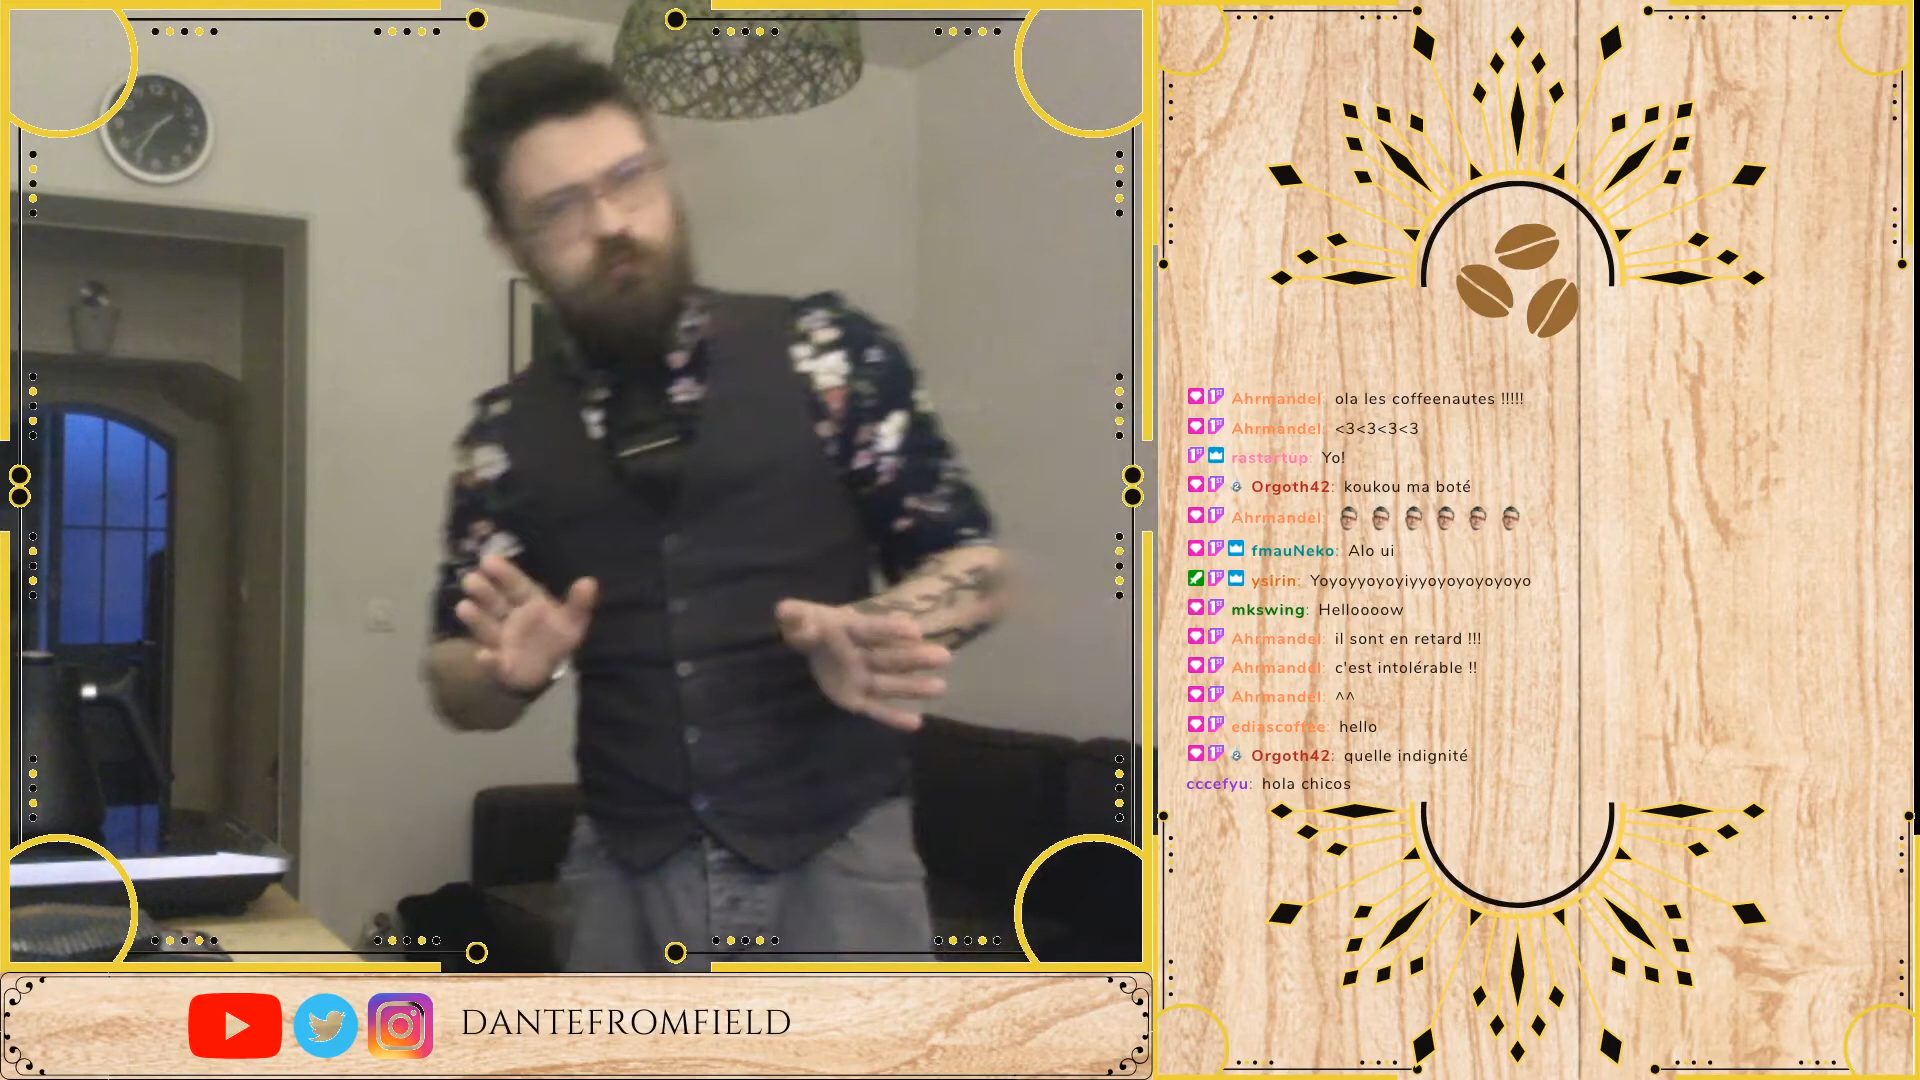 Ahrmandel: ola les coffeenautes !!!!!
Ahrmandel: <3<3<3<3
rastartup: Yo!
Orgoth42: koukou ma boté
Ahrmandel:
fmauNeko: Alo ui
ysirin: Yoyoyyoyoyiyyoyoyoyoyoyo
mkswing: Helloooow
Ahrmandel: il sont en retard !!!
Ahrmandel: c'est intolérable !!
Ahrmandel: ^^
ediascoffee: hello
Orgoth42: quelle indignité
cccefyu: hola chicos
DANTEFROMFIELD